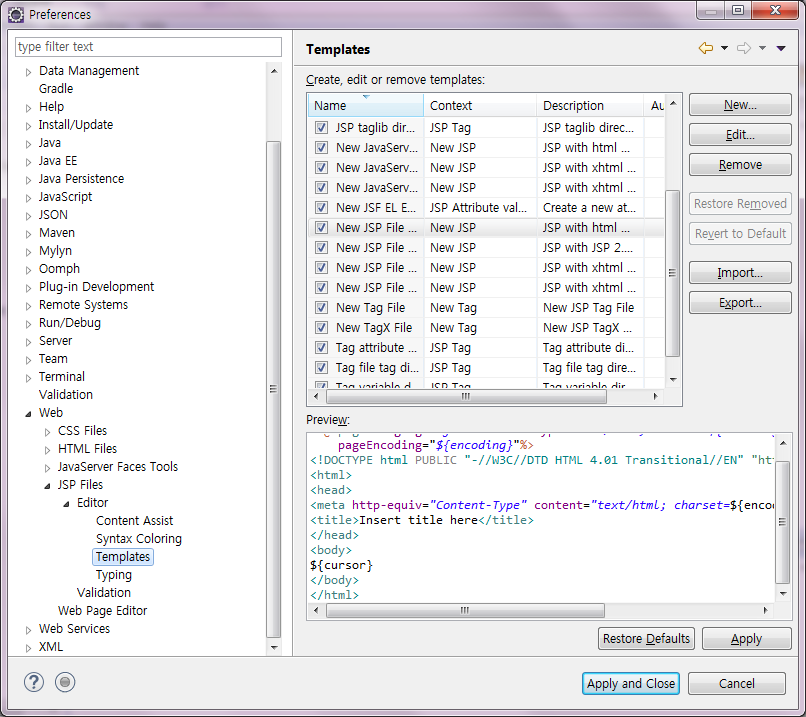 Preferences
type filter text
Data Management
Gradle
Help
Install/Update
Java
Java EE
Java Persistence
JavaScript
JSON
Maven
Mylyn
Oomph
Plug-in Development
Remote Systems
Run/Debug
Server
Team
Terminal
Validation
Web
CSS Files
HTML Files
JavaServer Faces Tools
JSP Files
Editor
Content Assist
Syntax Coloring
Templates
Typing
Validation
Web Page Editor
Web Services
XML
Templates
Create, edit or remove templates:
Name Context Description Au
JSP taglib dir... JSP Tag JSP taglib direc...
New JavaServ... New JSP JSP with html ...
New JavaServ... New JSP JSP with xhtml ...
New JavaServ... New JSP JSP with xhtml ...
New JSF EL E... JSP Attribute val... Create a new at...
New JSP File ... New JSP JSP with html ...
New JSP File ... New JSP JSP with JSP 2....
New JSP File ... New JSP JSP with xhtml ...
New JSP File ... New JSP JSP with xhtml ...
New Tag File New Tag New JSP Tag File
New TagX File New Tag New JSP TagX ...
Tag attribute ... JSP Tag Tag attribute di...
Tag file tag dir... JSP Tag Tag file tag dire...
Tag variable d... JSP Tag Tag variable dir...
New...
Edit...
Remove
Restore Removed
Revert to Default
Import...
Export...
Preview:
pageEncoding="${encoding}"%>
<!DOCTYPE html PUBLIC "-//W3C//DTD HTML 4.01 Transitional//EN" "htt
<html>
<head>
<meta http-equiv="Content-Type" content="text/html; charset=${encod
<title>Insert title here</title>
</head>
<body>
${cursor}
</body>
</html>
Restore Defaults Apply
Apply and Close Cancel